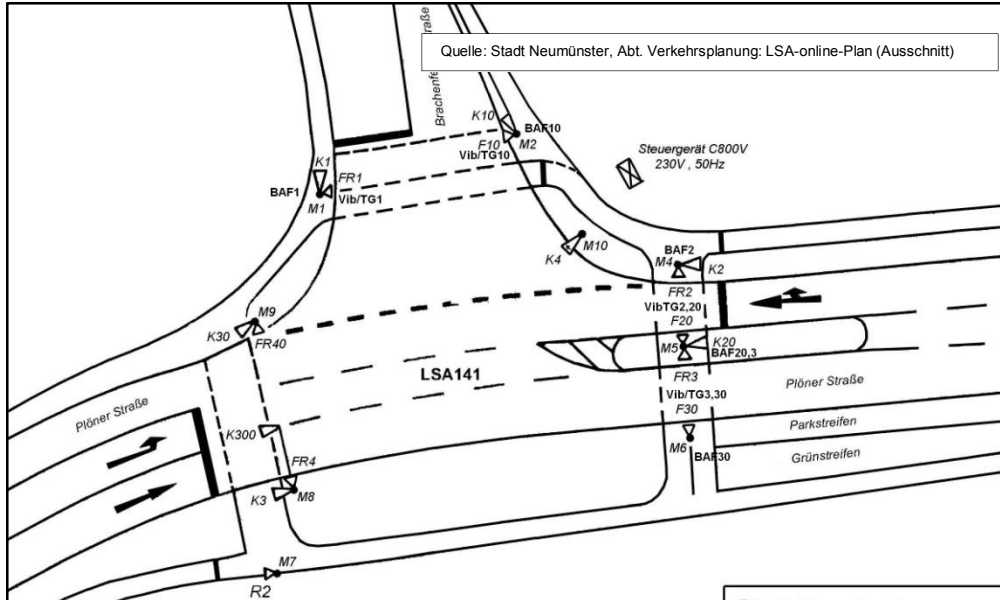 Quelle: Stadt Neumünster, Abt. Verkehrsplanung: LSA-online-Plan (Ausschnitt)
Brachenfe
raße
K10
BAF10
F10
M2
Vib/TG10
Steuergerät C800V
230V , 50Hz
K1
FR1
BAF1
Vib/TG1
M1
M10
K4
BAF2
M4
K2
FR2
VibTG2,20
F20
M9
K30
FR40
K20
M5
BAF20,3
LSA141
FR3
Plöner Straße
Vib/TG3,30
F30
Plöner Straße
Parkstreifen
K300
M6
BAF30
Grünstreifen
FR4
K3
M8
M7
R2